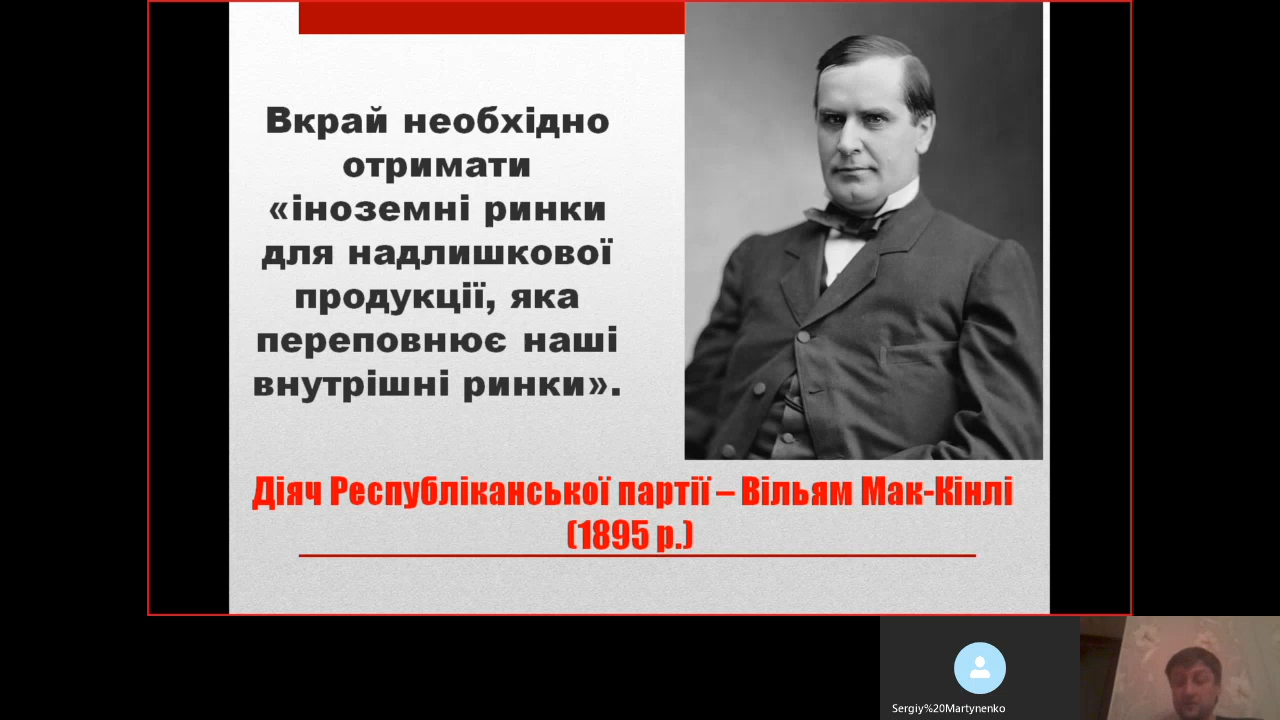 Вкрай необхідно
отримати
«іноземні ринки
для надлишкової
продукції, яка
переповнює наші
внутрішні ринки».
Діяч Республіканської партії – Вільям Мак-Кінлі
(1895 р.)
Sergiy%20Martynenko